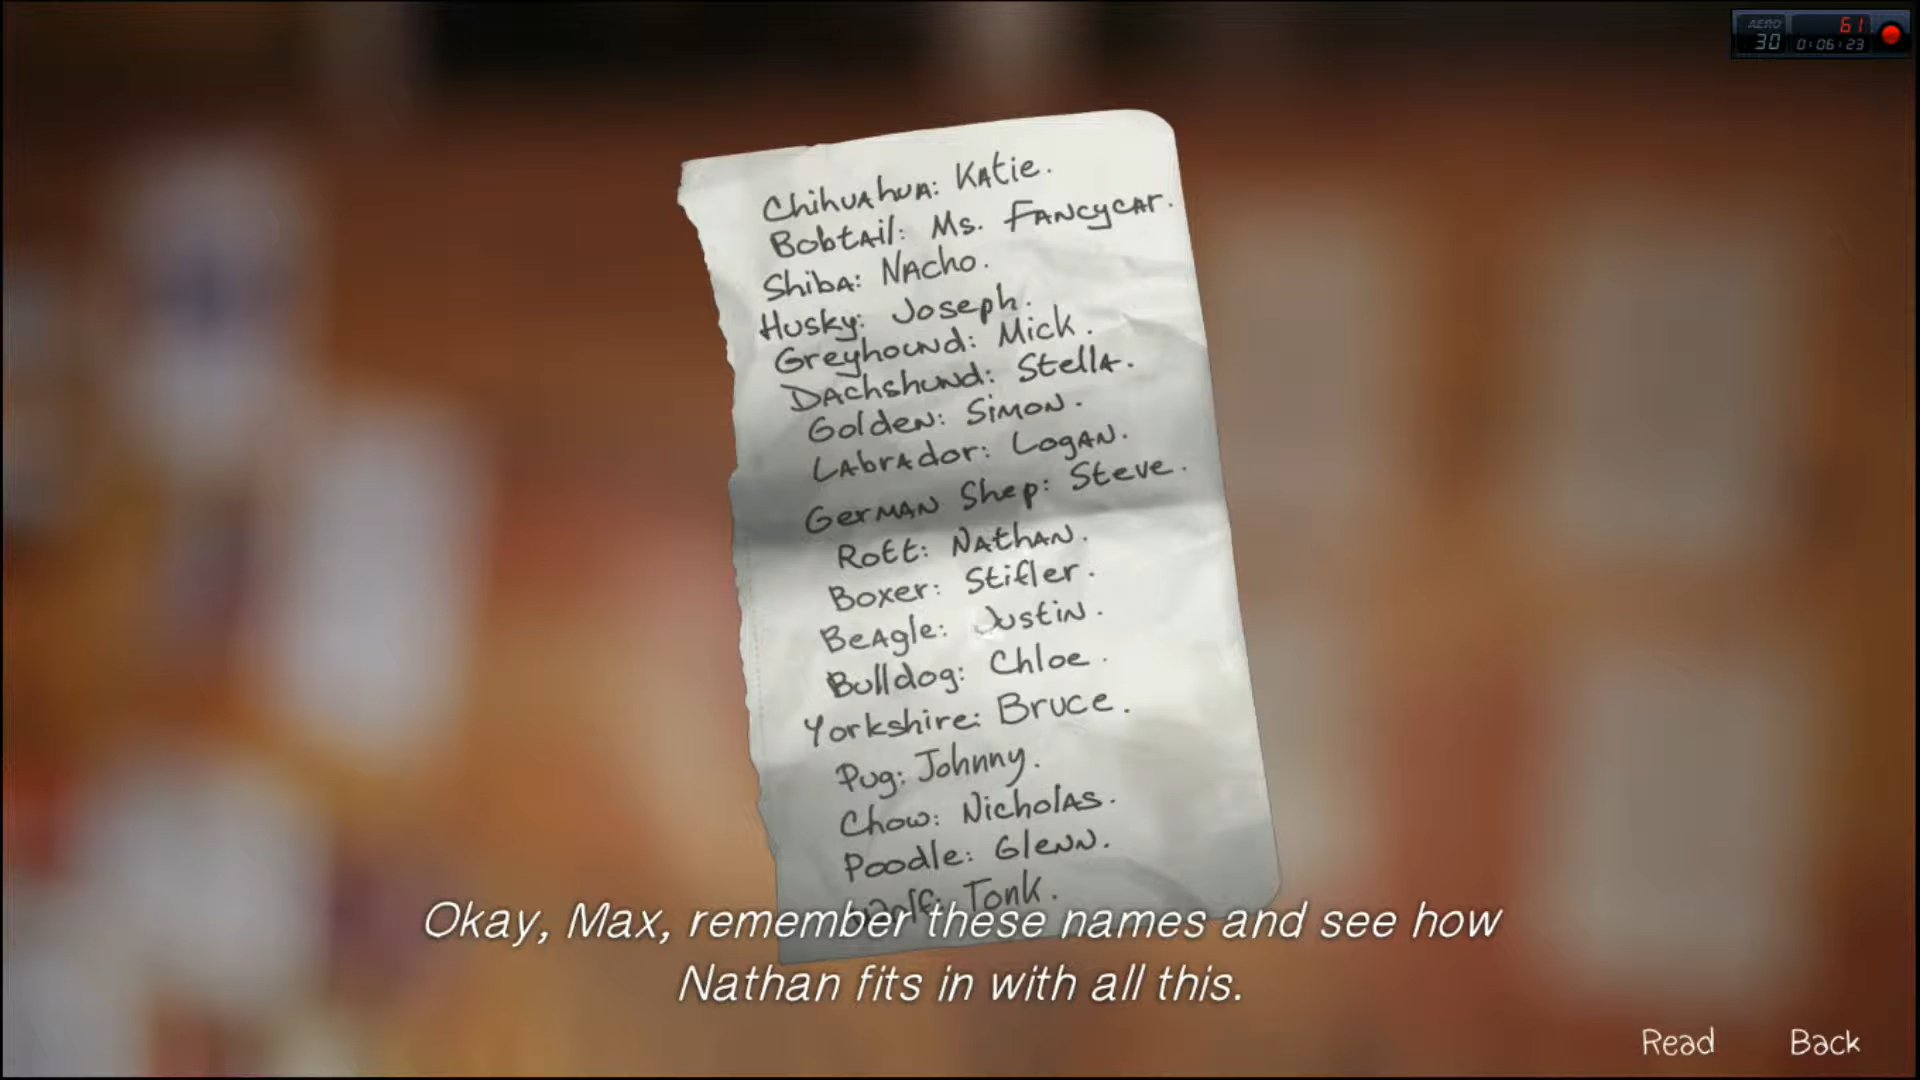 AERO
30
61
0:06:23
Chihuahua: Katie.
Bobtail: Ms. Fancycar.
Shiba: Nacho.
Husky: Joseph.
Greyhound: Mick.
Dachshund: Stella.
Golden: Simon.
Labrador: Logan.
German Shep: Steve.
Rott: Nathan.
Boxer: Stifler.
Beagle: Justin.
Bulldog: Chloe.
Yorkshire: Bruce.
Pug: Johnny.
Chow: Nicholas.
Poodle: Glenn.
Wolf: Tonk.
Okay, Max, remember these names and see how
Nathan fits in with all this.
Read Back